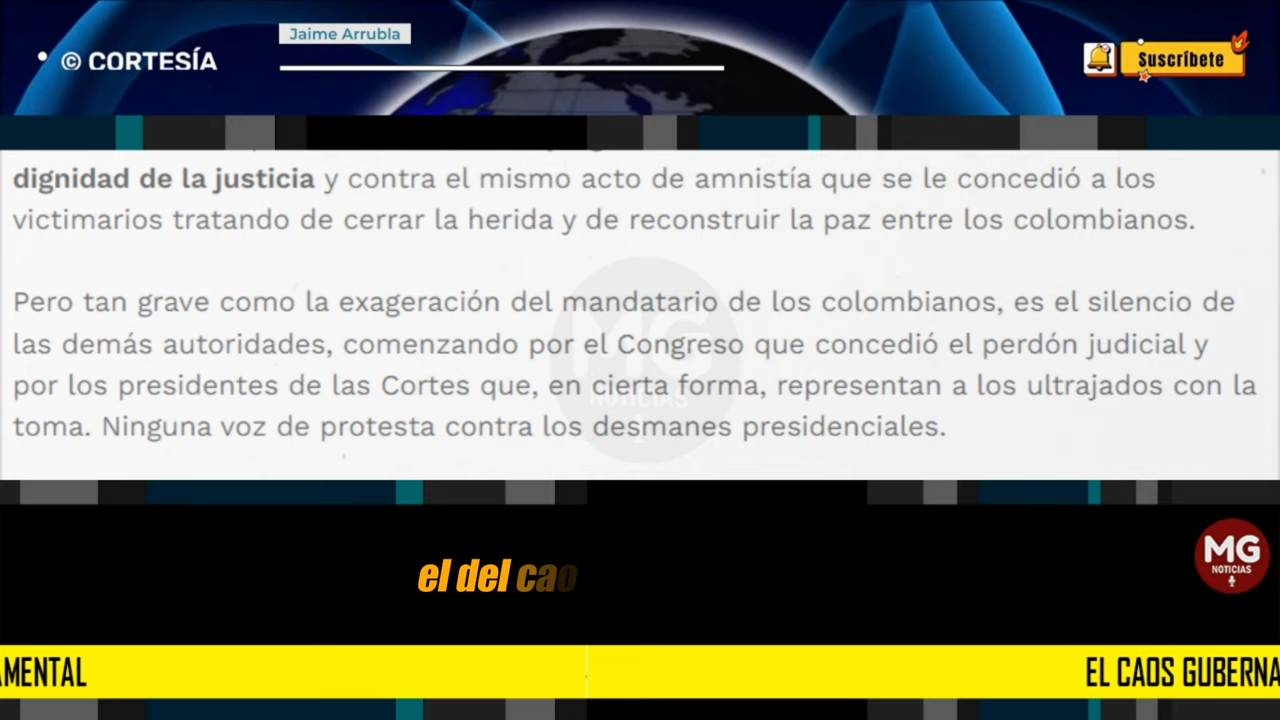 Jaime Arrubla
© CORTESÍA
Suscríbete
dignidad de la justicia y contra el mismo acto de amnistía que se le concedió a los
victimarios tratando de cerrar la herida y de reconstruir la paz entre los colombianos.
Pero tan grave como la exageración del mandatario de los colombianos, es el silencio de
las demás autoridades, comenzando por el Congreso que concedió el perdón judicial y
por los presidentes de las Cortes que, en cierta forma, representan a los ultrajados con la
toma. Ninguna voz de protesta contra los desmanes presidenciales.
MG
NOTICIAS
el del cao
MG
NOTICIAS
AMENTAL
EL CAOS GUBERNA